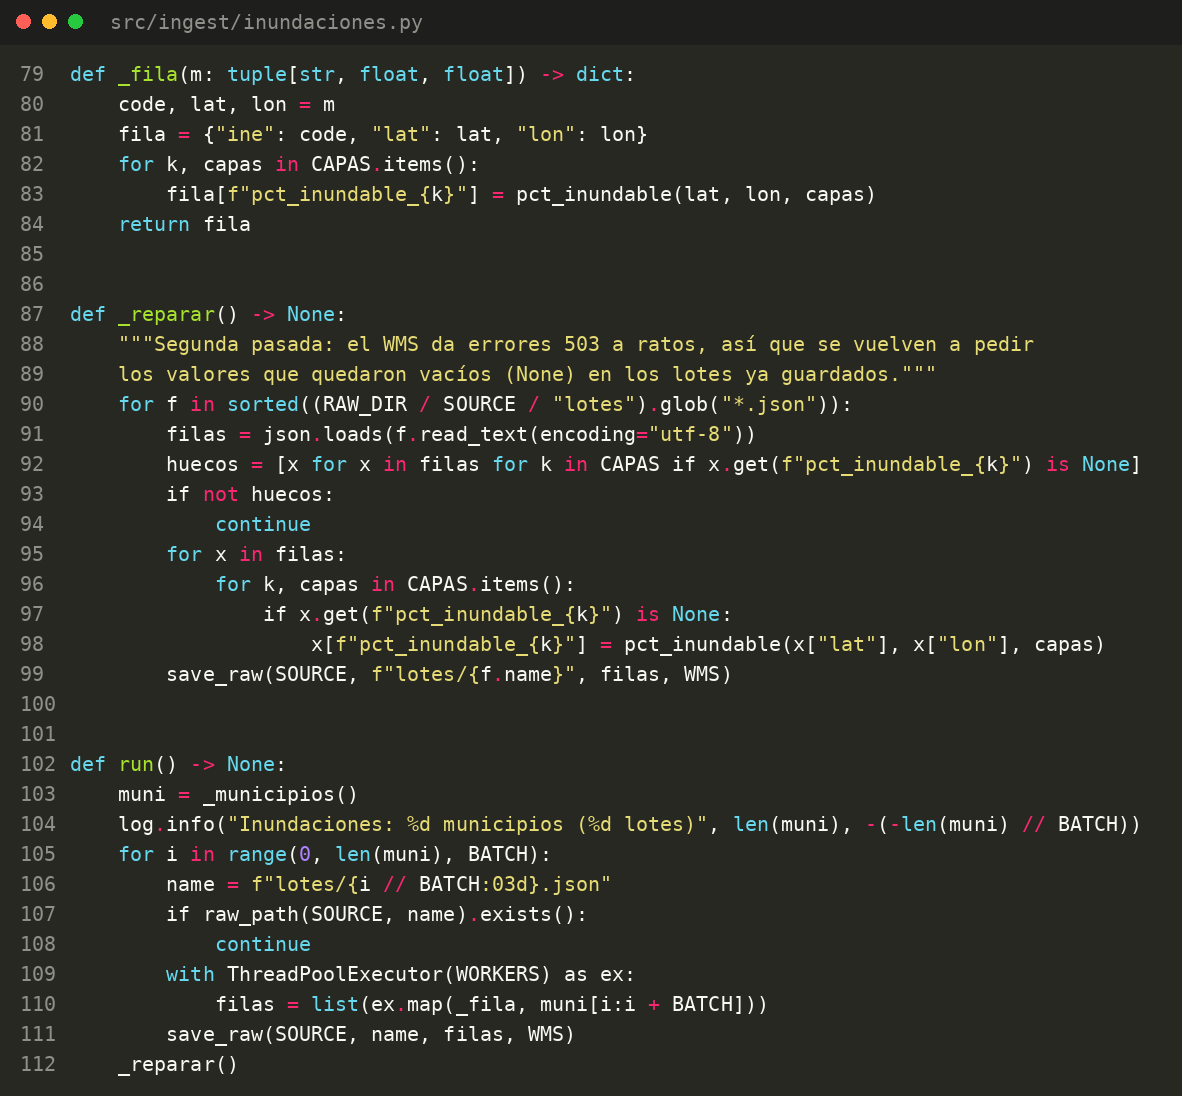 src/ingest/inundaciones.py
79 def _fila(m: tuple[str, float, float]) -> dict:
80     code, lat, lon = m
81     fila = {"ine": code, "lat": lat, "lon": lon}
82     for k, capas in CAPAS.items():
83         fila[f"pct_inundable_{k}"] = pct_inundable(lat, lon, capas)
84     return fila
85
86
87 def _reparar() -> None:
88     """Segunda pasada: el WMS da errores 503 a ratos, así que se vuelven a pedir
89     los valores que quedaron vacíos (None) en los lotes ya guardados."""
90     for f in sorted((RAW_DIR / SOURCE / "lotes").glob("*.json")):
91         filas = json.loads(f.read_text(encoding="utf-8"))
92         huecos = [x for x in filas for k in CAPAS if x.get(f"pct_inundable_{k}") is None]
93         if not huecos:
94             continue
95         for x in filas:
96             for k, capas in CAPAS.items():
97                 if x.get(f"pct_inundable_{k}") is None:
98                     x[f"pct_inundable_{k}"] = pct_inundable(x["lat"], x["lon"], capas)
99         save_raw(SOURCE, f"lotes/{f.name}", filas, WMS)
100
101
102 def run() -> None:
103     muni = _municipios()
104     log.info("Inundaciones: %d municipios (%d lotes)", len(muni), -(-len(muni) // BATCH))
105     for i in range(0, len(muni), BATCH):
106         name = f"lotes/{i // BATCH:03d}.json"
107         if raw_path(SOURCE, name).exists():
108             continue
109         with ThreadPoolExecutor(WORKERS) as ex:
110             filas = list(ex.map(_fila, muni[i:i + BATCH]))
111         save_raw(SOURCE, name, filas, WMS)
112     _reparar()